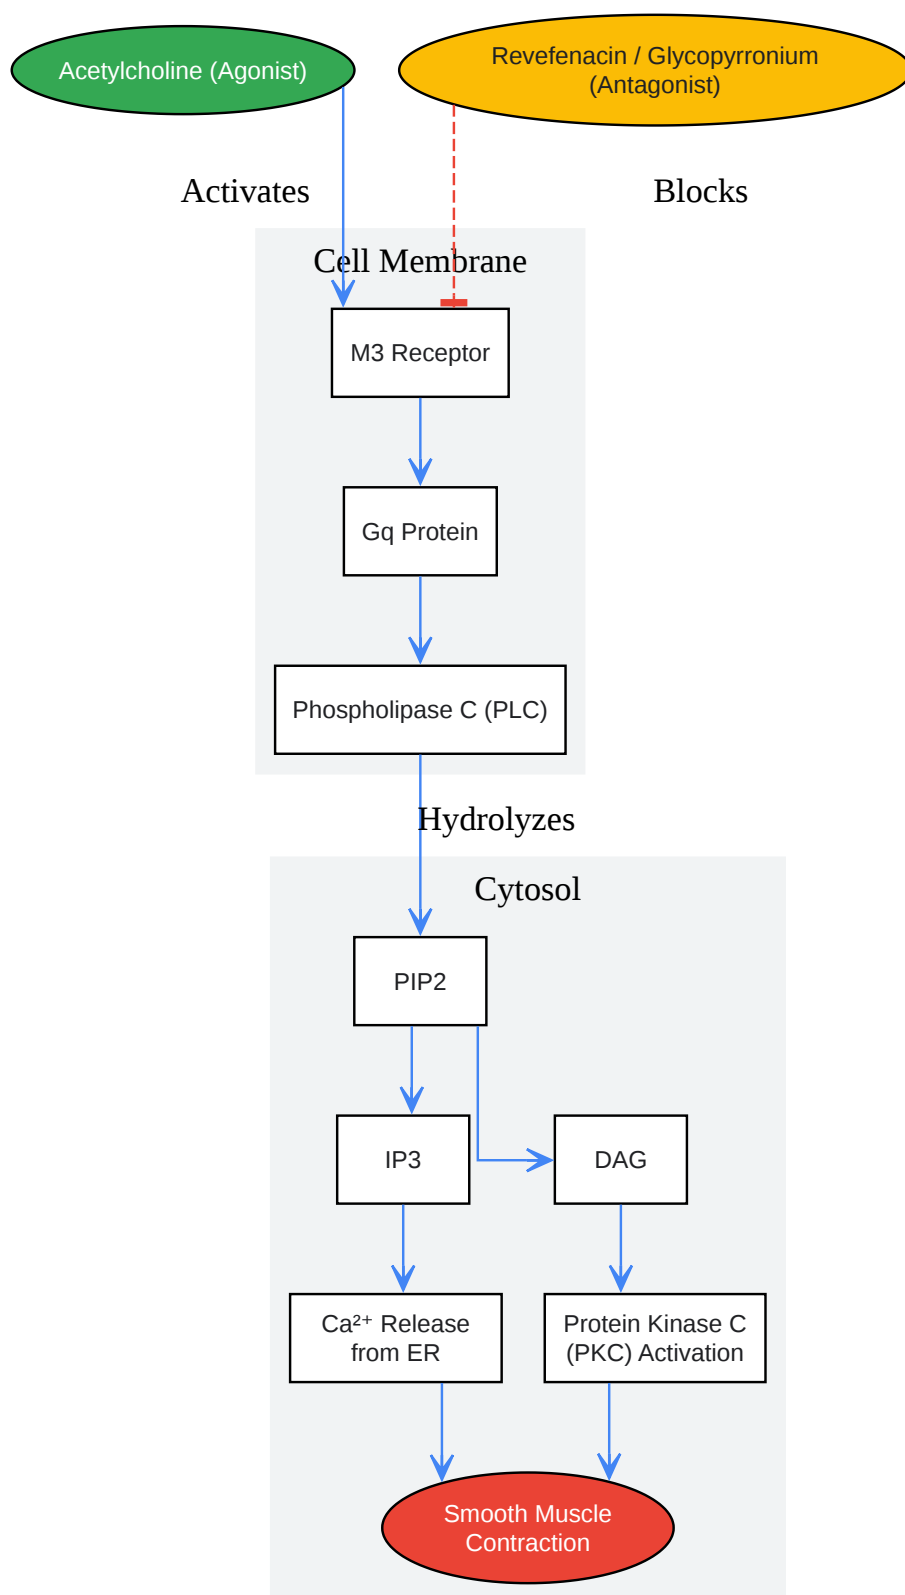 Acetylcholine (Agonist)
Revefenacin / Glycopyrronium
(Antagonist)
Activates
Blocks
Cell Membrane
M3 Receptor
Gq Protein
Phospholipase C (PLC)
Hydrolyzes
Cytosol
PIP2
IP3
DAG
Ca²⁺ Release
from ER
Protein Kinase C
(PKC) Activation
Smooth Muscle
Contraction